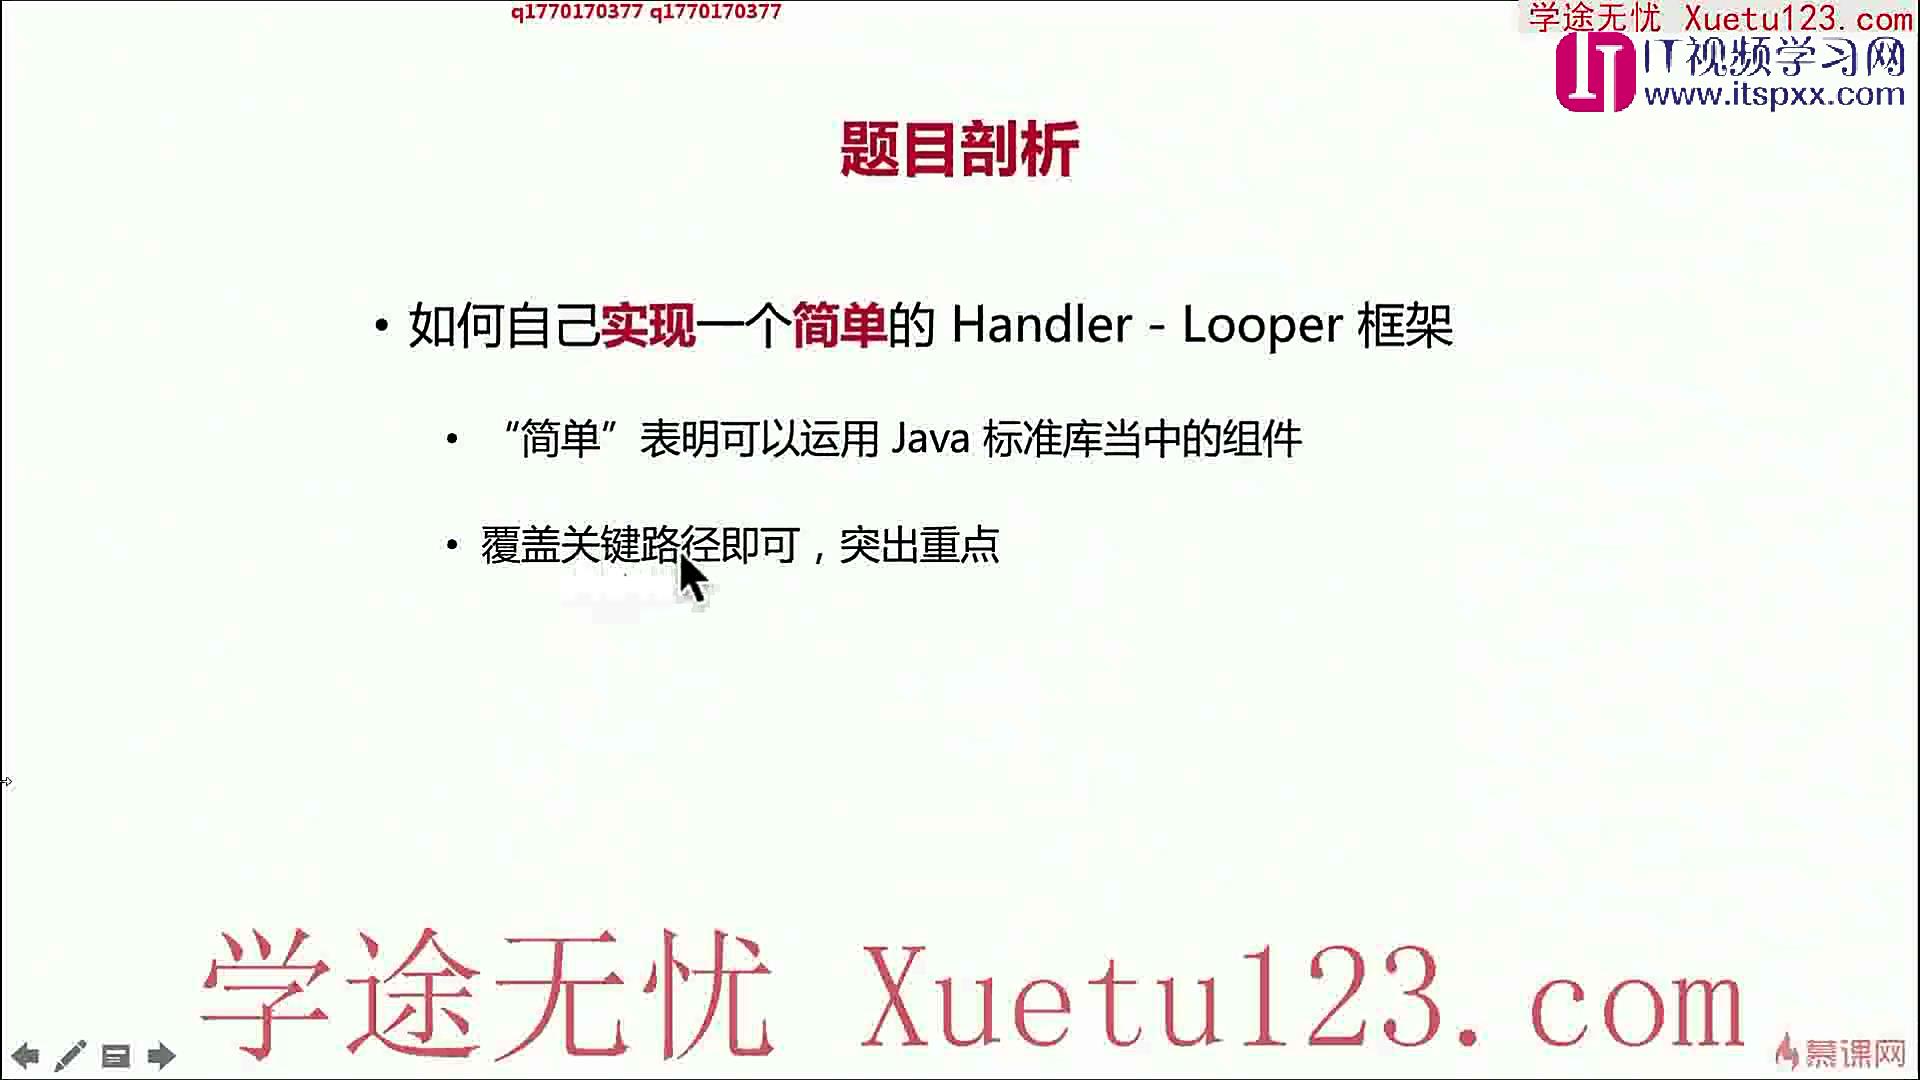 q1770170377 q1770170377
学途无忧 Xuetu123.com
IT视频学习网
www.itspxx.com
题目剖析
• 如何自己实现一个简单的 Handler - Looper 框架
• “简单”表明可以运用 Java 标准库当中的组件
• 覆盖关键路径即可，突出重点
学途无忧 Xuetu123.com
慕课网